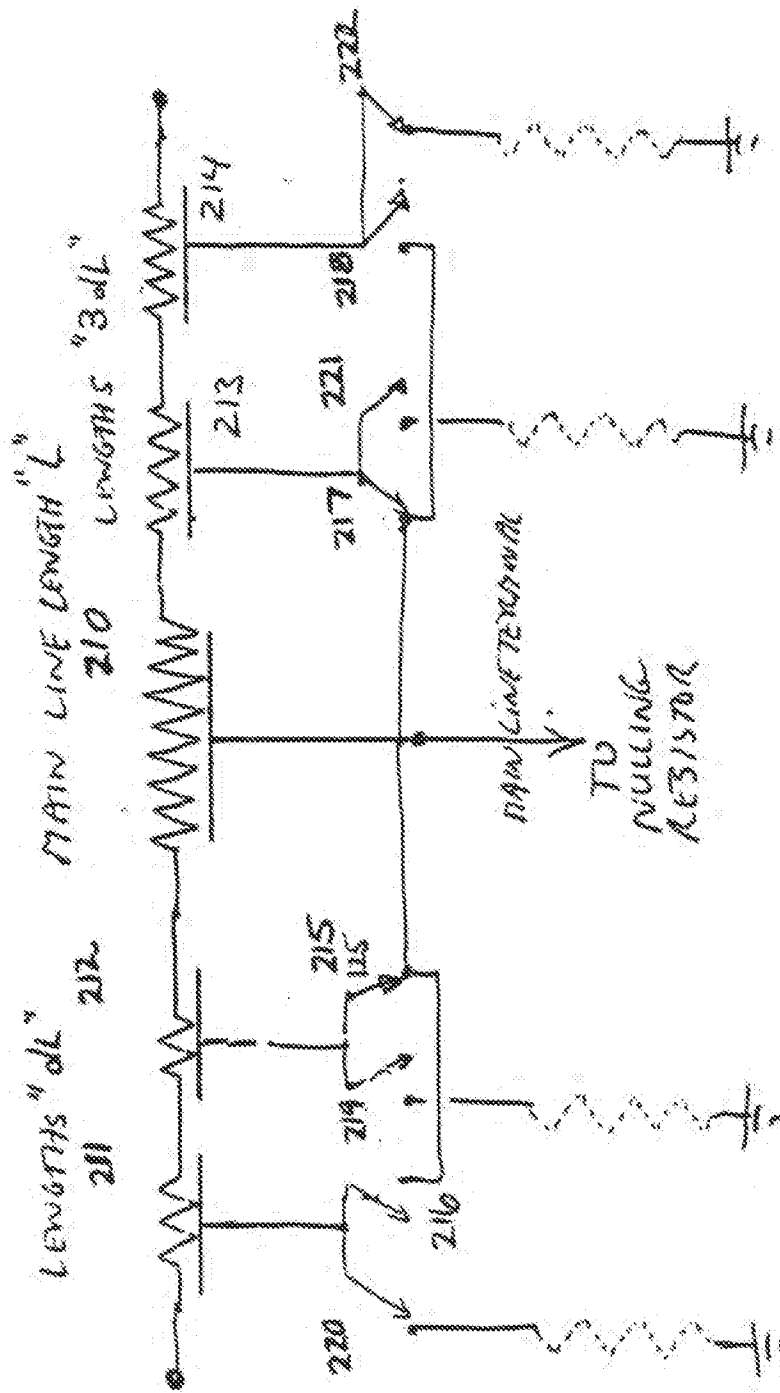 MAIN LINE LENGTH "L"
210
LENGTHS "dL"
211
212
LENGTHS "3dL"
213
214
215
115
219
220
216
217
221
218
222
MAIN LINE TERMINAL
TO
NULLING
RESISTOR